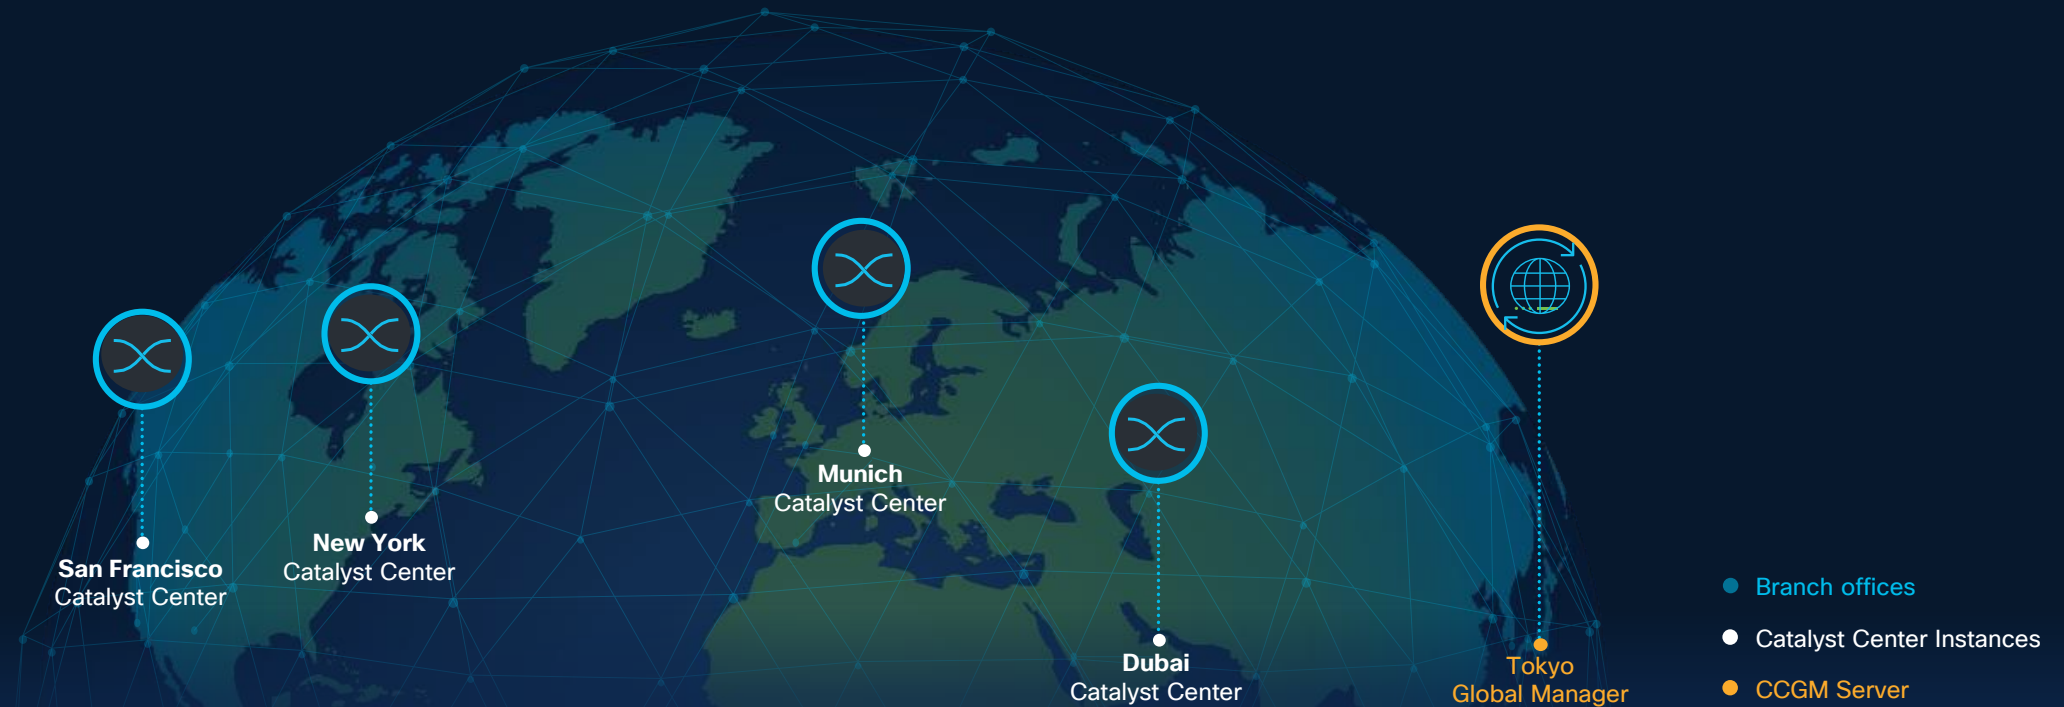 San Francisco
Catalyst Center
New York
Catalyst Center
Munich
Catalyst Center
Dubai
Catalyst Center
Tokyo
Global Manager
Branch offices
Catalyst Center Instances
CCGM Server